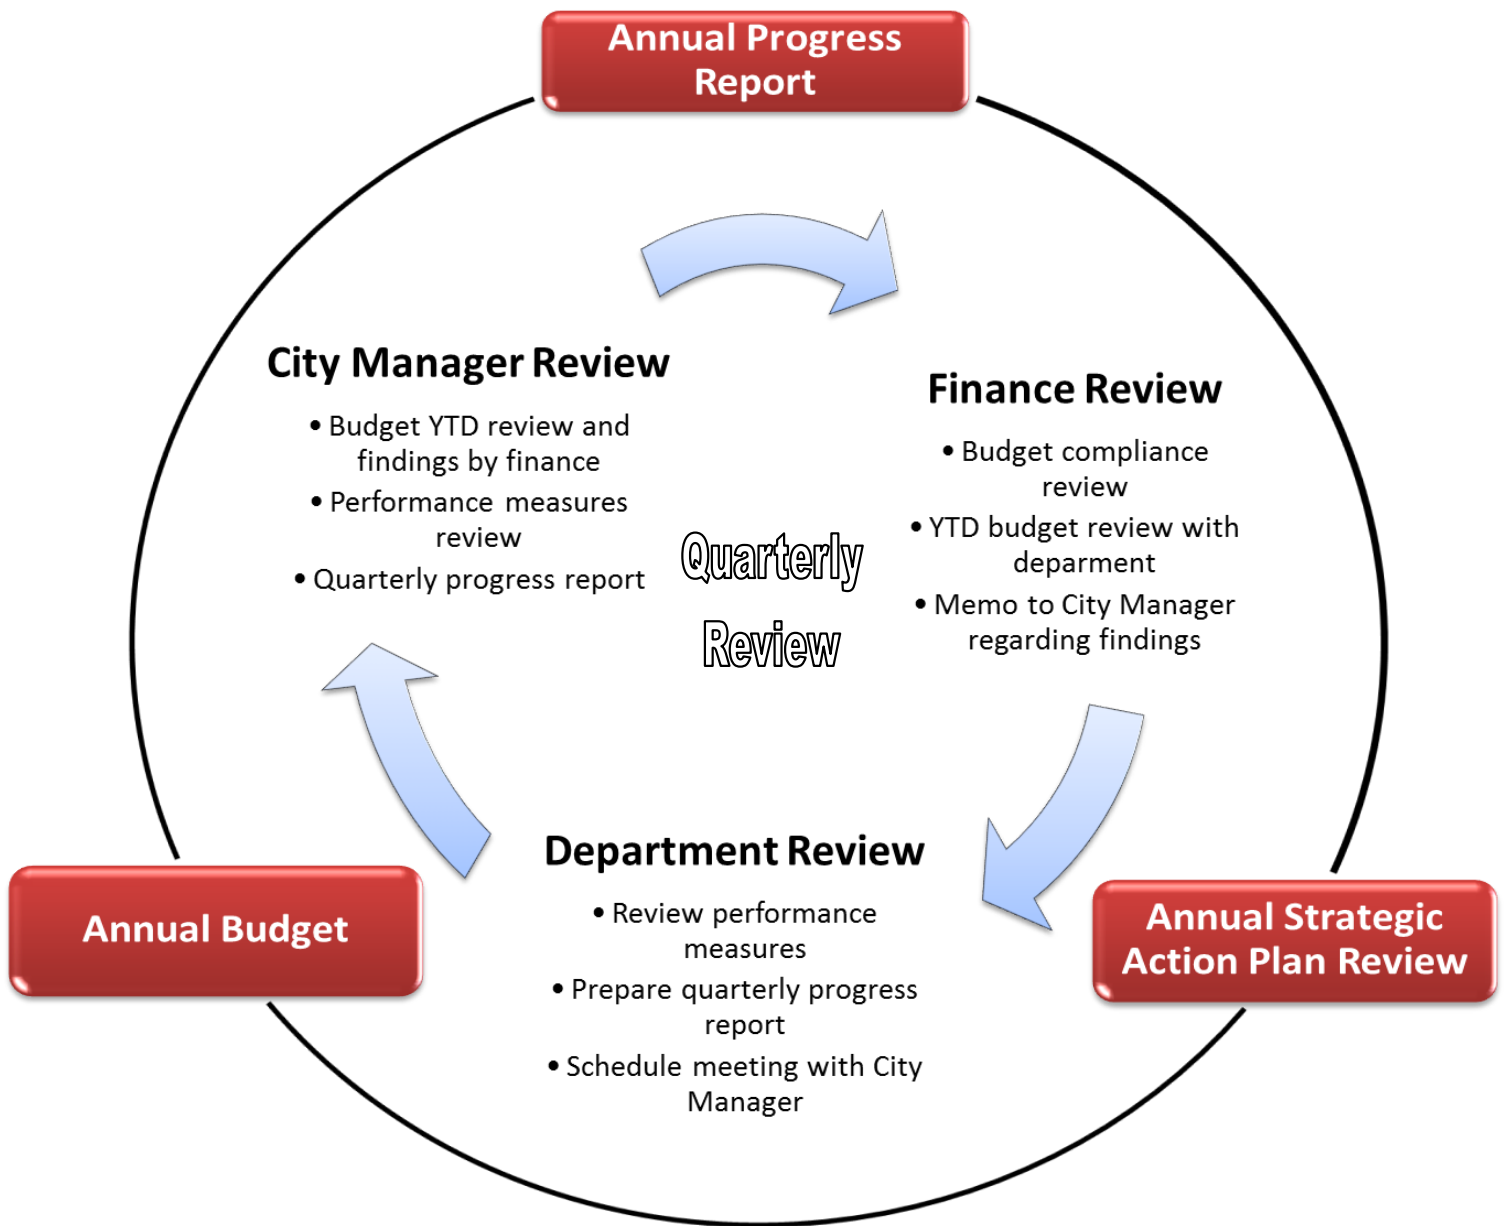 Annual Progress
Report
City Manager Review
• Budget YTD review and
findings by finance
• Performance measures
review
• Quarterly progress report
Quarterly
Review
Finance Review
• Budget compliance
review
• YTD budget review with
deparment
• Memo to City Manager
regarding findings
Department Review
• Review performance
measures
• Prepare quarterly progress
report
• Schedule meeting with City
Manager
Annual Budget
Annual Strategic
Action Plan Review